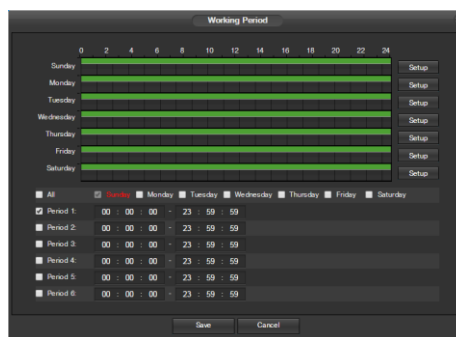 Working Period
0 2 4 6 8 10 12 14 16 18 20 22 24
Sunday Setup
Monday Setup
Tuesday Setup
Wednesday Setup
Thursday Setup
Friday Setup
Saturday Setup
All Sunday Monday Tuesday Wednesday Thursday Friday Saturday
Period 1: 00 : 00 : 00 - 23 : 59 : 59
Period 2: 00 : 00 : 00 - 23 : 59 : 59
Period 3: 00 : 00 : 00 - 23 : 59 : 59
Period 4: 00 : 00 : 00 - 23 : 59 : 59
Period 5: 00 : 00 : 00 - 23 : 59 : 59
Period 6: 00 : 00 : 00 - 23 : 59 : 59
Save Cancel